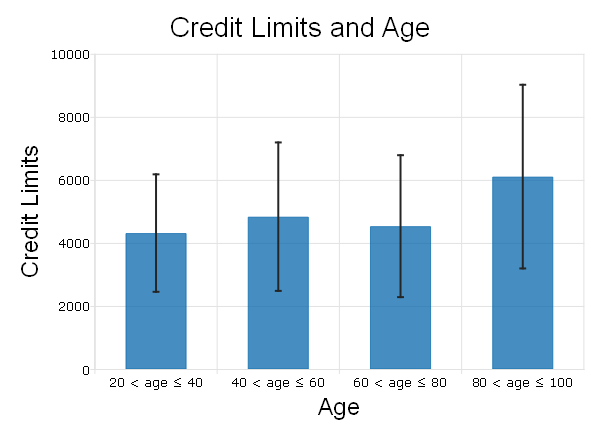 Credit Limits and Age
10000
8000
6000
4000
2000
0
Credit Limits
20 < age ≤ 40
40 < age ≤ 60
60 < age ≤ 80
80 < age ≤ 100
Age